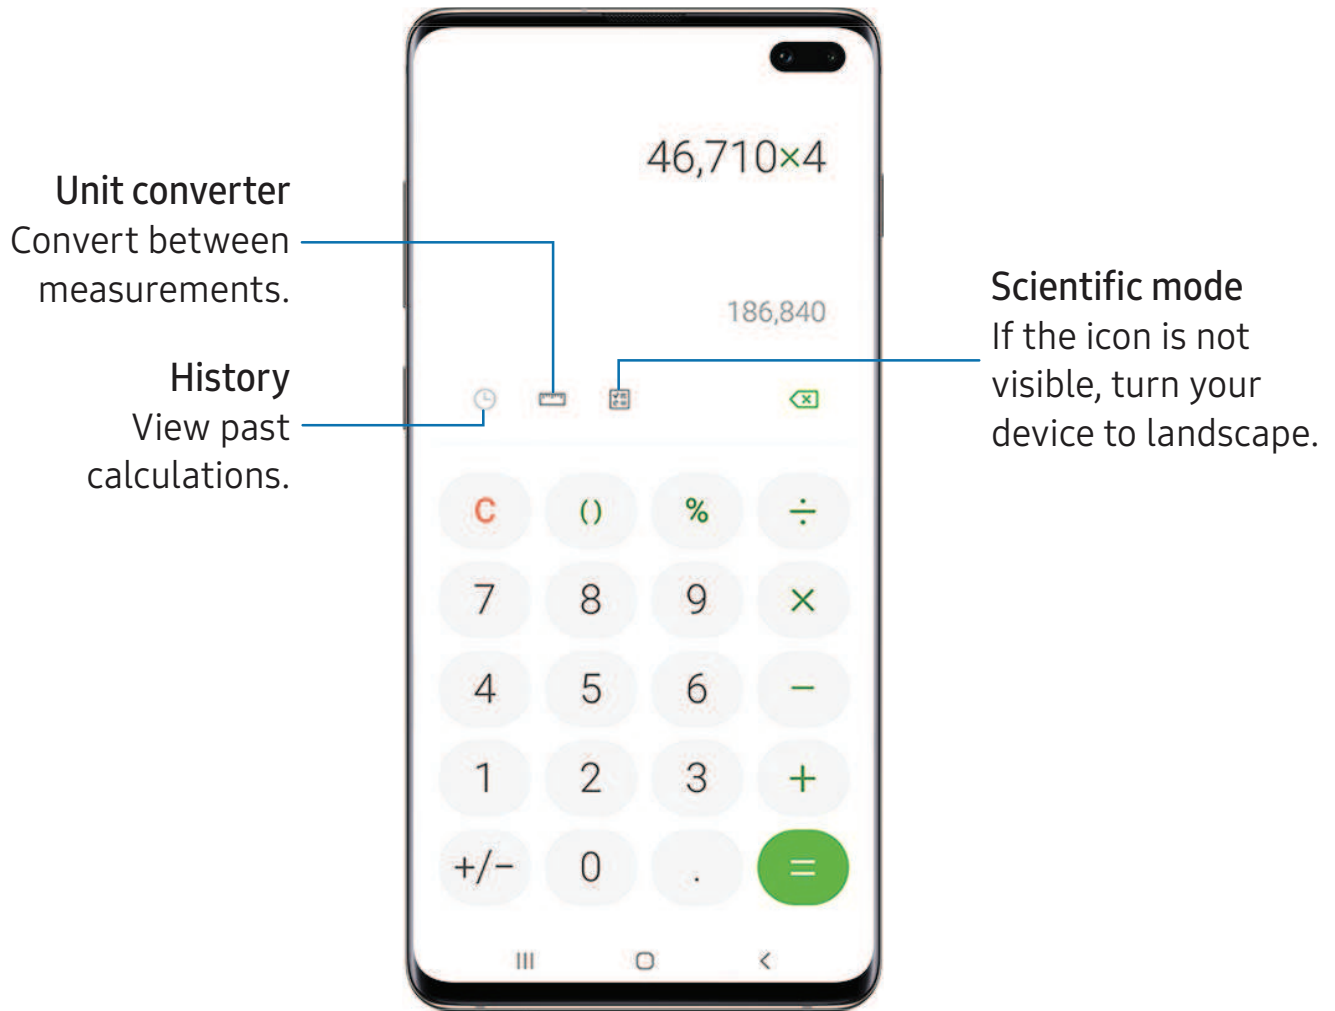 46,710×4
Unit converter
Convert between
measurements.
186,840
Scientific mode
If the icon is not
visible, turn your
device to landscape.
History
View past
calculations.
C () % ÷
7 8 9 ×
4 5 6 −
1 2 3 +
+/− 0 . =